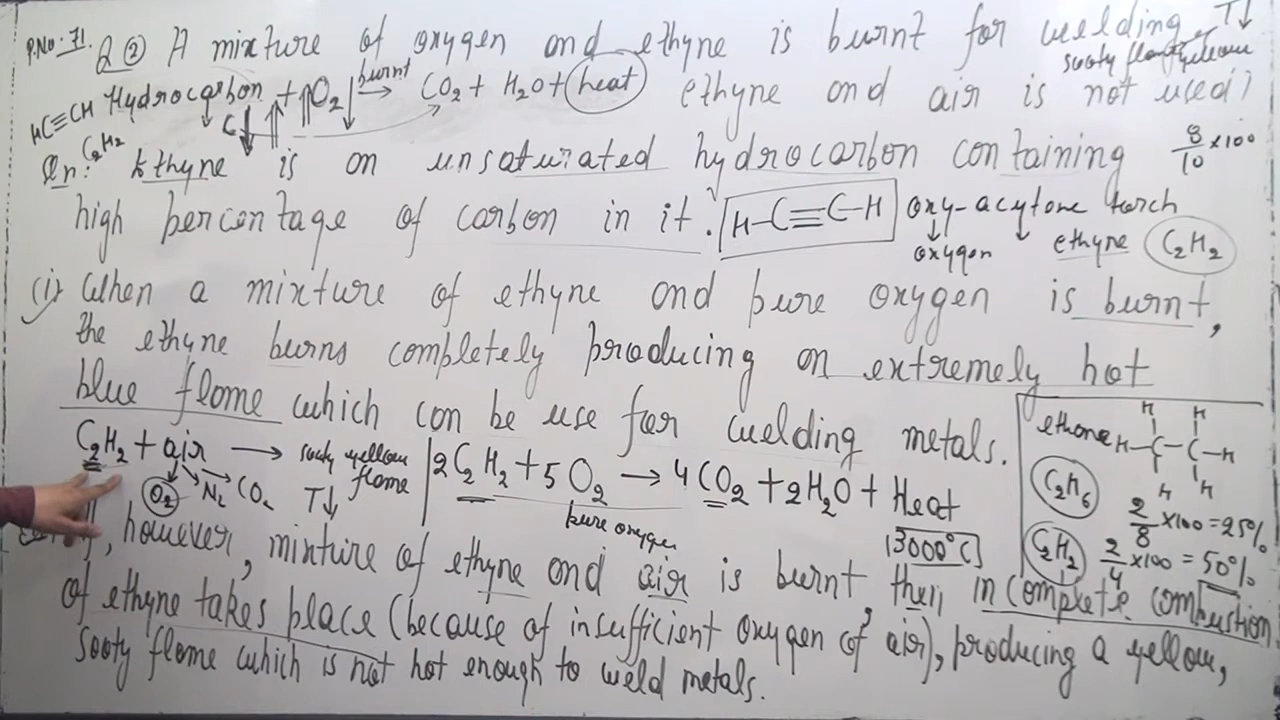 P.No. 71. Q② A mixture of oxygen and ethyne is burnt for welding. T↓
sooty flame yellow
Hydrocarbon + O₂ burnt→ CO₂ + H₂O + heat ethyne and air is not used?
HC≡CH C₂H₂
C↓
8/10 ×100
An: Ethyne is an unsaturated hydrocarbon containing
high percentage of carbon in it. H-C≡C-H oxy-acytone torch
oxygen ethyne C₂H₂
(i) When a mixture of ethyne and pure oxygen is burnt,
the ethyne burns completely producing an extremely hot
blue flame which can be use for welding metals.
ethane H-C-C-H
H H
H H
C₂H₆ 2/8 ×100 = 25%
C₂H₂ 2/4 ×100 = 50%
C₂H₂ + air → sooty yellow flame
O₂ N₂ CO₂ T↓
2C₂H₂ + 5O₂ → 4CO₂ + 2H₂O + Heat
pure oxygen 3000°C
, however, mixture of ethyne and air is burnt, then incomplete combustion
of ethyne takes place (because of insufficient oxygen of air), producing a yellow,
sooty flame which is not hot enough to weld metals.